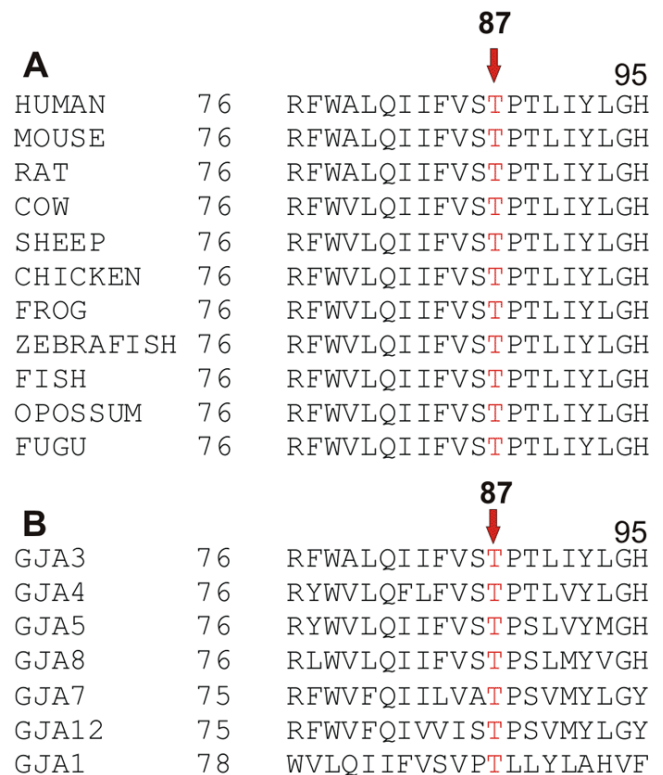 87
A 95
HUMAN 76 RFWALQIIFVSTPTLIYLGH
MOUSE 76 RFWALQIIFVSTPTLIYLGH
RAT 76 RFWALQIIFVSTPTLIYLGH
COW 76 RFWVLQIIFVSTPTLIYLGH
SHEEP 76 RFWVLQIIFVSTPTLIYLGH
CHICKEN 76 RFWVLQIIFVSTPTLIYLGH
FROG 76 RFWVLQIIFVSTPTLIYLGH
ZEBRAFISH 76 RFWVLQIIFVSTPTLIYLGH
FISH 76 RFWVLQIIFVSTPTLIYLGH
OPOSSUM 76 RFWVLQIIFVSTPTLIYLGH
FUGU 76 RFWVLQIIFVSTPTLIYLGH
87
B 95
GJA3 76 RFWALQIIFVSTPTLIYLGH
GJA4 76 RYWVLQFLFVSTPTLVYLGH
GJA5 76 RYWVLQIIFVSTPSLVYMGH
GJA8 76 RLWVLQIIFVSTPSLMYVGH
GJA7 75 RFWVFQIILVATPSVMYLGY
GJA12 75 RFWVFQIVVISTPSVMYLGY
GJA1 78 WVLQIIFVSVPTLLYLAHVF